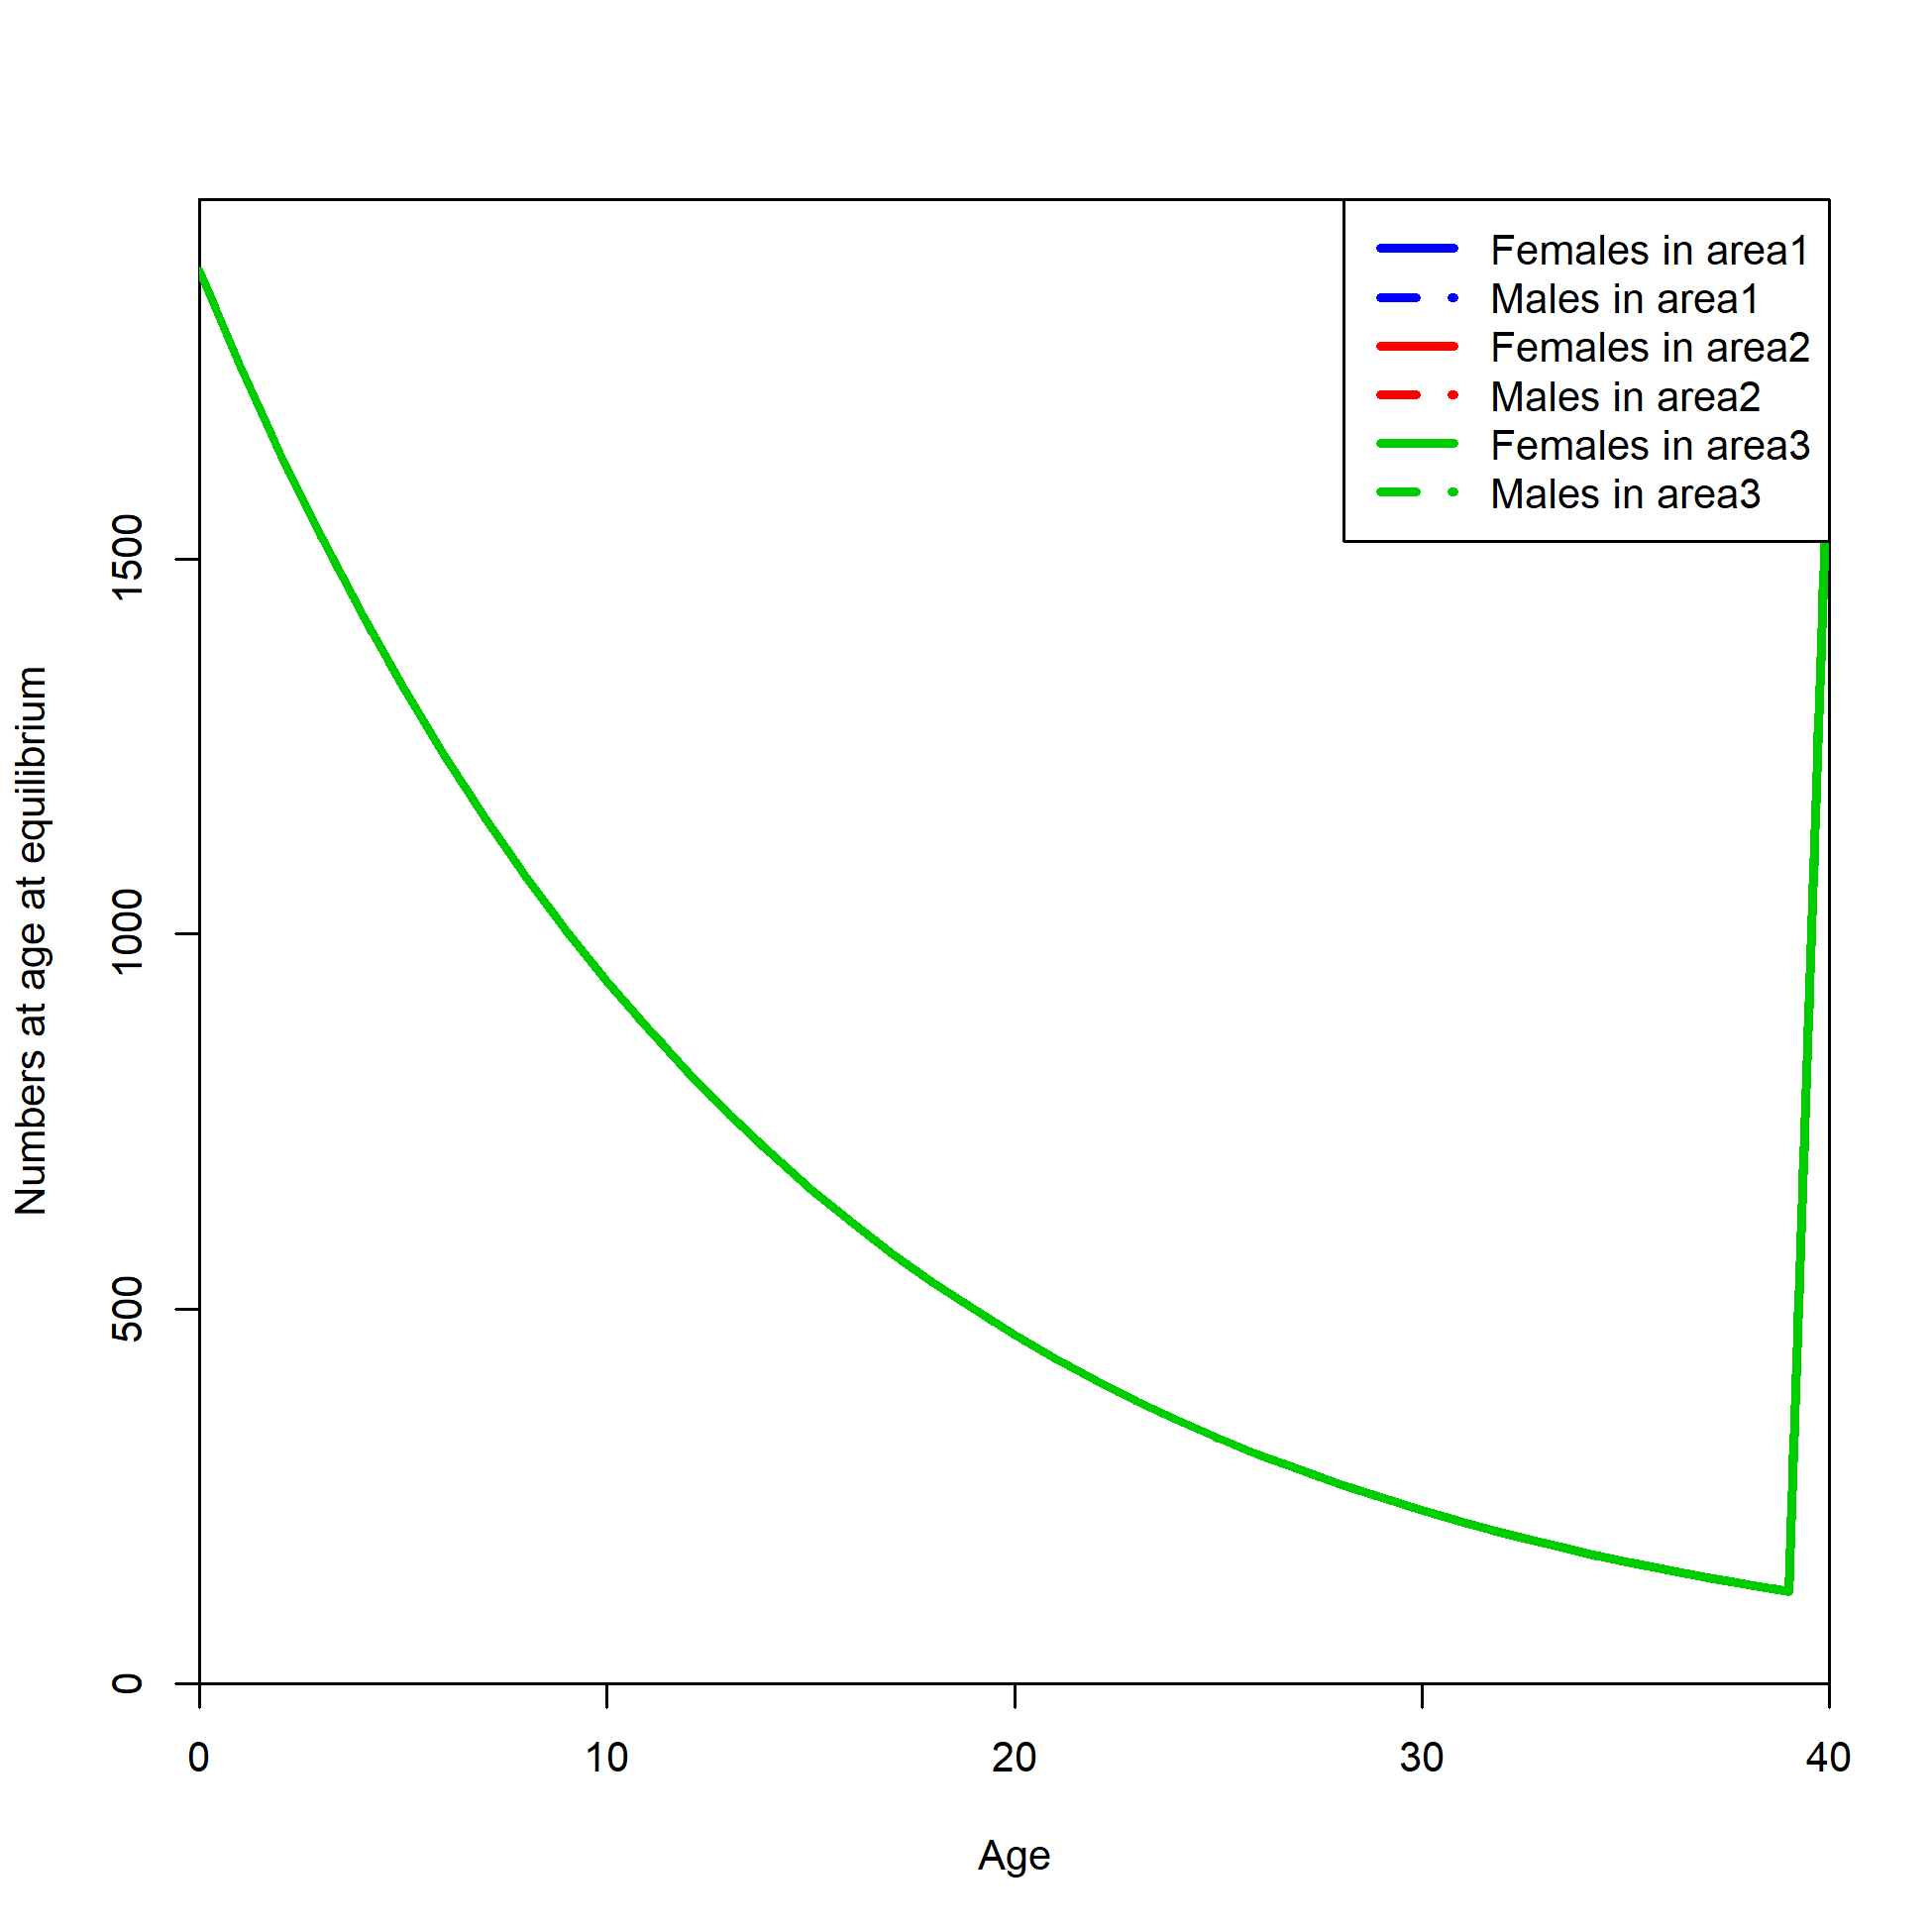 Females in area1
Males in area1
Females in area2
Males in area2
Females in area3
Males in area3
1500
1000
500
0
Numbers at age at equilibrium
0 10 20 30 40
Age